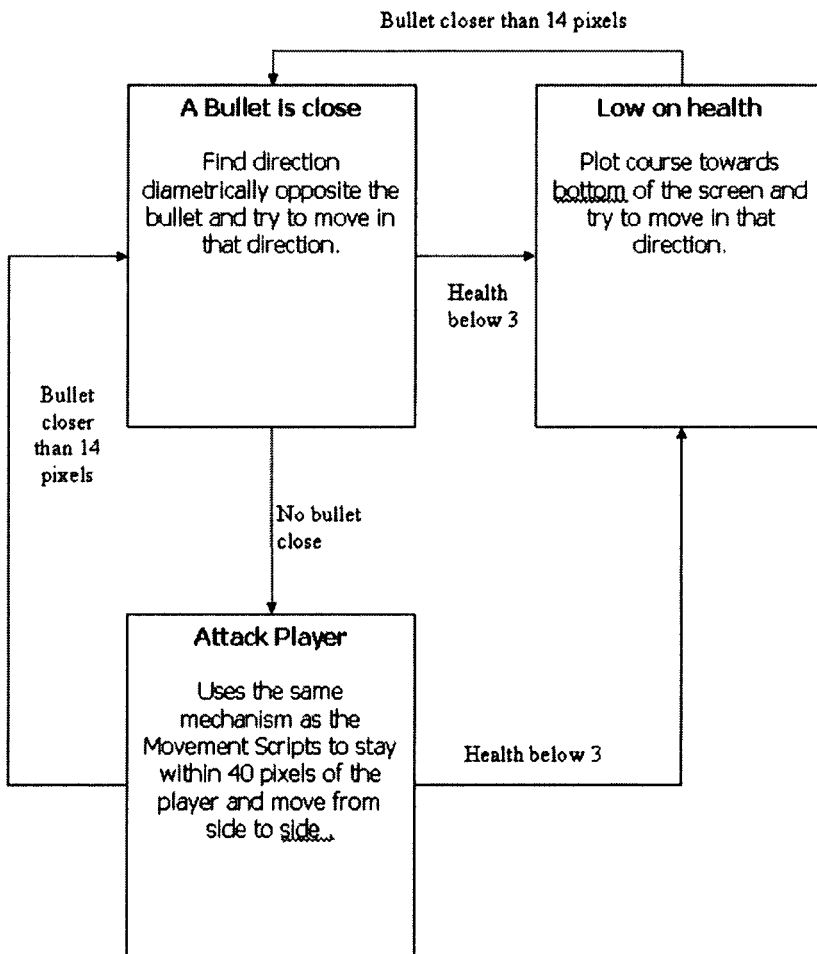 Bullet closer than 14 pixels
A Bullet is close
Find direction
diametrically opposite the
bullet and try to move in
that direction.
Low on health
Plot course towards
bottom of the screen and
try to move in that
direction.
Health
below 3
Bullet
closer
than 14
pixels
No bullet
close
Attack Player
Uses the same
mechanism as the
Movement Scripts to stay
within 40 pixels of the
player and move from
side to side..
Health below 3